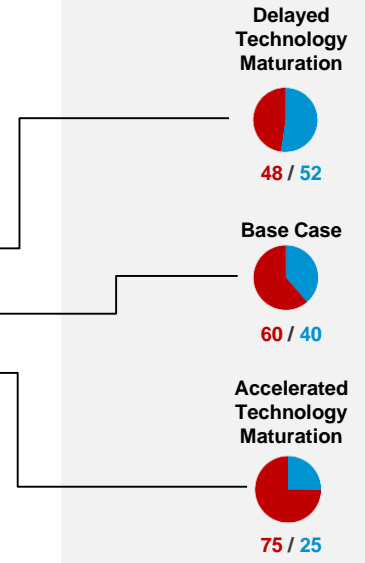 Delayed
Technology
Maturation
48 / 52
Base Case
60 / 40
Accelerated
Technology
Maturation
75 / 25